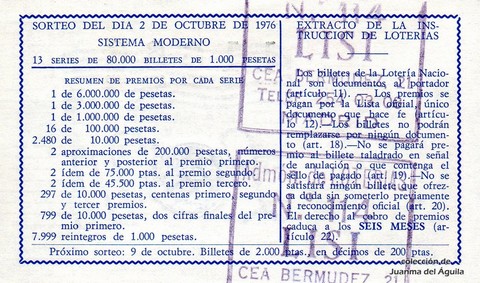 SORTEO DEL DIA 2 DE OCTUBRE DE 1976
SISTEMA MODERNO
13 SERIES DE 80.000 BILLETES DE 1.000 PESETAS
RESUMEN DE PREMIOS POR CADA SERIE
1 de 6.000.000 de pesetas.
1 de 3.000.000 de pesetas.
1 de 1.000.000 de pesetas.
16 de 100.000 de pesetas.
2.480 de 10.000 pesetas.
2 aproximaciones de 200.000 pesetas, números
anterior y posterior al premio primero.
2 ídem de 75.000 ptas. al premio segundo.
2 ídem de 45.500 ptas. al premio tercero.
297 de 10.000 pesetas, centenas primero, segundo
y tercer premios.
799 de 10.000 pesetas, dos cifras finales del pre-
mio primero.
7.999 reintegros de 1.000 pesetas.
EXTRACTO DE LA INS-
TRUCCION DE LOTERIAS
Los billetes de la Lotería Nacio-
nal son documentos al portador
(artículo 11).—Los premios se
pagan por la Lista oficial, único
documento que hace fe (artícu-
lo 12).—Los billetes no podrán
remplazarse por ningún documen-
to (art. 18).—No se pagará pre-
mio al billete taladrado en señal
de anulación o que contenga el
sello de pagado (art. 19).—No se
satisfará ningún billete que ofrez-
ca duda sin someterlo previamente
a reconocimiento oficial (art. 20).
El derecho al cobro de premios
caduca a los SEIS MESES (ar-
tículo 22).
Próximo sorteo: 9 de octubre. Billetes de 2.000 ptas. en décimos de 200 ptas.
LISI
CEA BERMUDEZ, 21
LISI
CEA BERMUDEZ, 21
colección de
Juanma del Águila